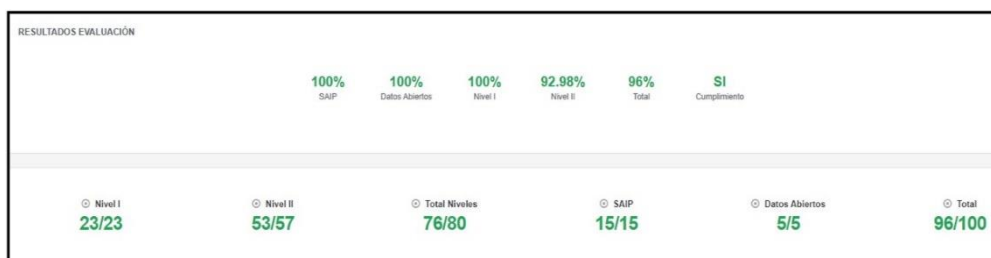 RESULTADOS EVALUACIÓN
100% 100% 100% 92.98% 96% SI
SAIP Datos Abiertos Nivel I Nivel II Total Cumplimiento
Nivel I Nivel II Total Niveles SAIP Datos Abiertos Total
23/23 53/57 76/80 15/15 5/5 96/100